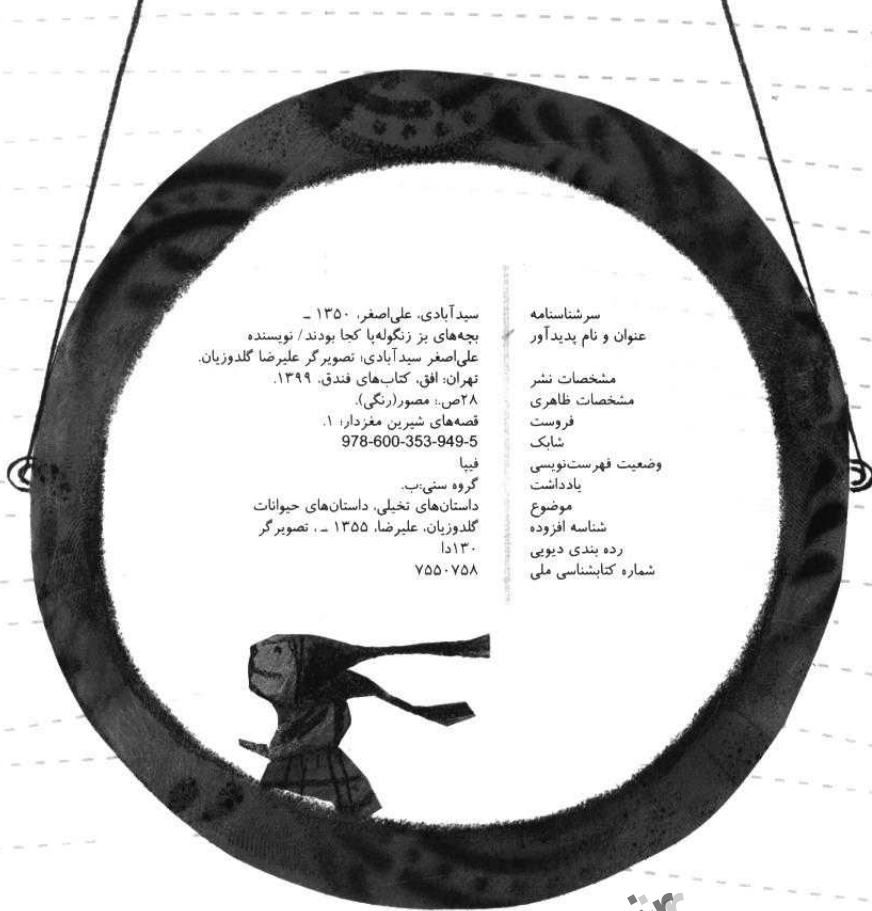 سرشناسنامه سیدآبادی، علی‌اصغر، ۱۳۵۰ ـ
عنوان و نام پدیدآور بچه‌های بز زنگوله‌پا کجا بودند/ نویسنده
علی‌اصغر سیدآبادی؛ تصویرگر علیرضا گلدوزیان.
مشخصات نشر تهران: افق، کتاب‌های فندق، ۱۳۹۹.
مشخصات ظاهری ۲۸ص.: مصور(رنگی).
فروست قصه‌های شیرین مغزدار؛ ۱.
شابک 978-600-353-949-5
وضعیت فهرست‌نویسی فیپا
یادداشت گروه سنی:ب.
موضوع داستان‌های تخیلی، داستان‌های حیوانات
شناسه افزوده گلدوزیان، علیرضا، ۱۳۵۵ ـ ، تصویرگر
رده بندی دیویی ۱۳۰دا
شماره کتابشناسی ملی ۷۵۵۰۷۵۸